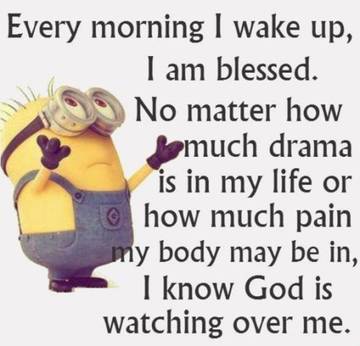 Every morning I wake up,
I am blessed.
No matter how
much drama
is in my life or
how much pain
my body may be in,
I know God is
watching over me.